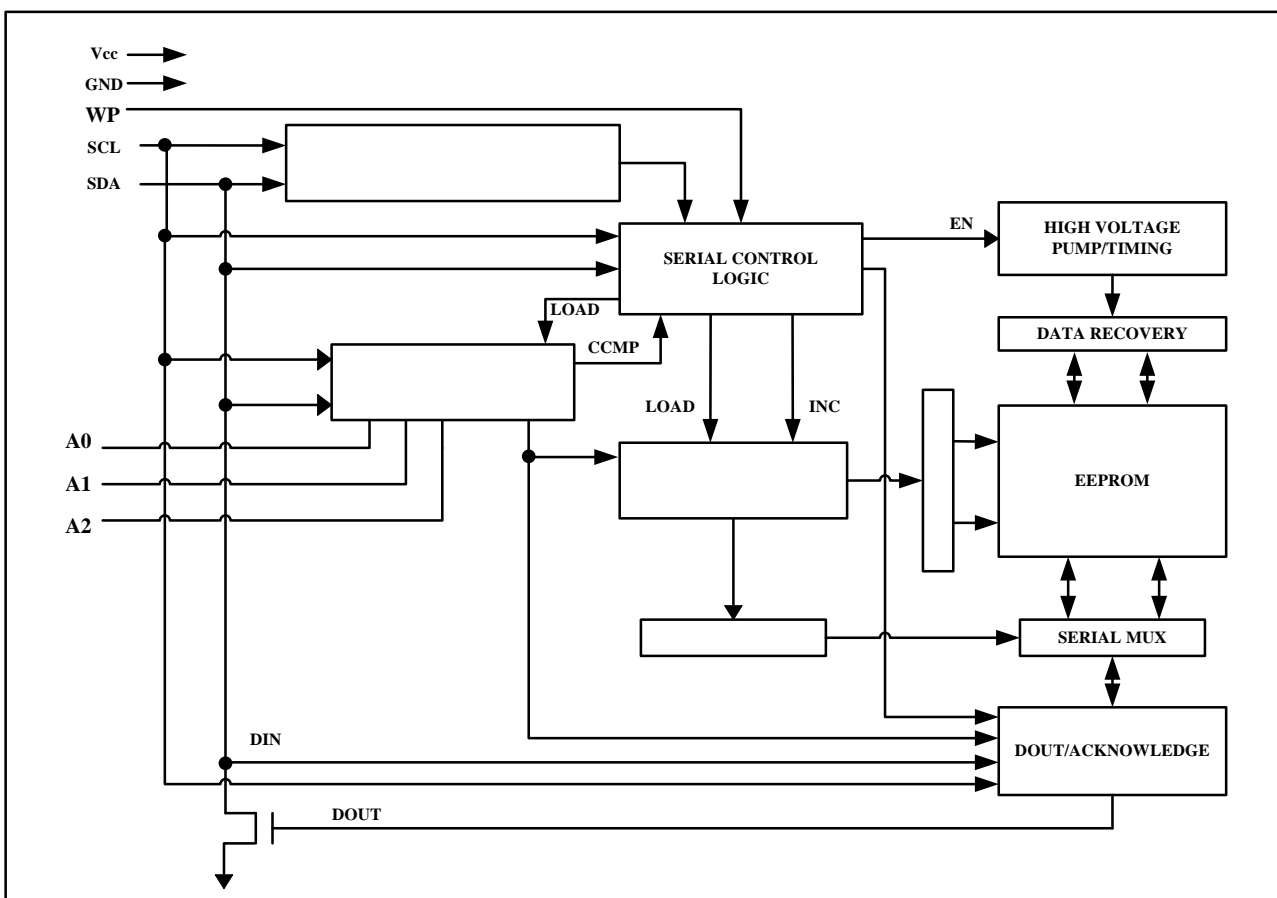 Vcc
GND
WP
SCL
SDA
EN
HIGH VOLTAGE
PUMP/TIMING
SERIAL CONTROL
LOGIC
LOAD
DATA RECOVERY
CCMP
LOAD
INC
A0
A1
A2
EEPROM
SERIAL MUX
DIN
DOUT/ACKNOWLEDGE
DOUT